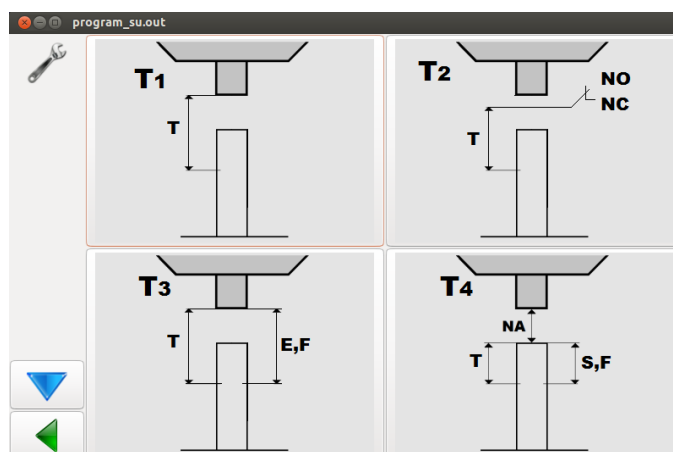 program_su.out
T1
T
T2
NO
NC
T
T3
T
E,F
T4
NA
T
S,F